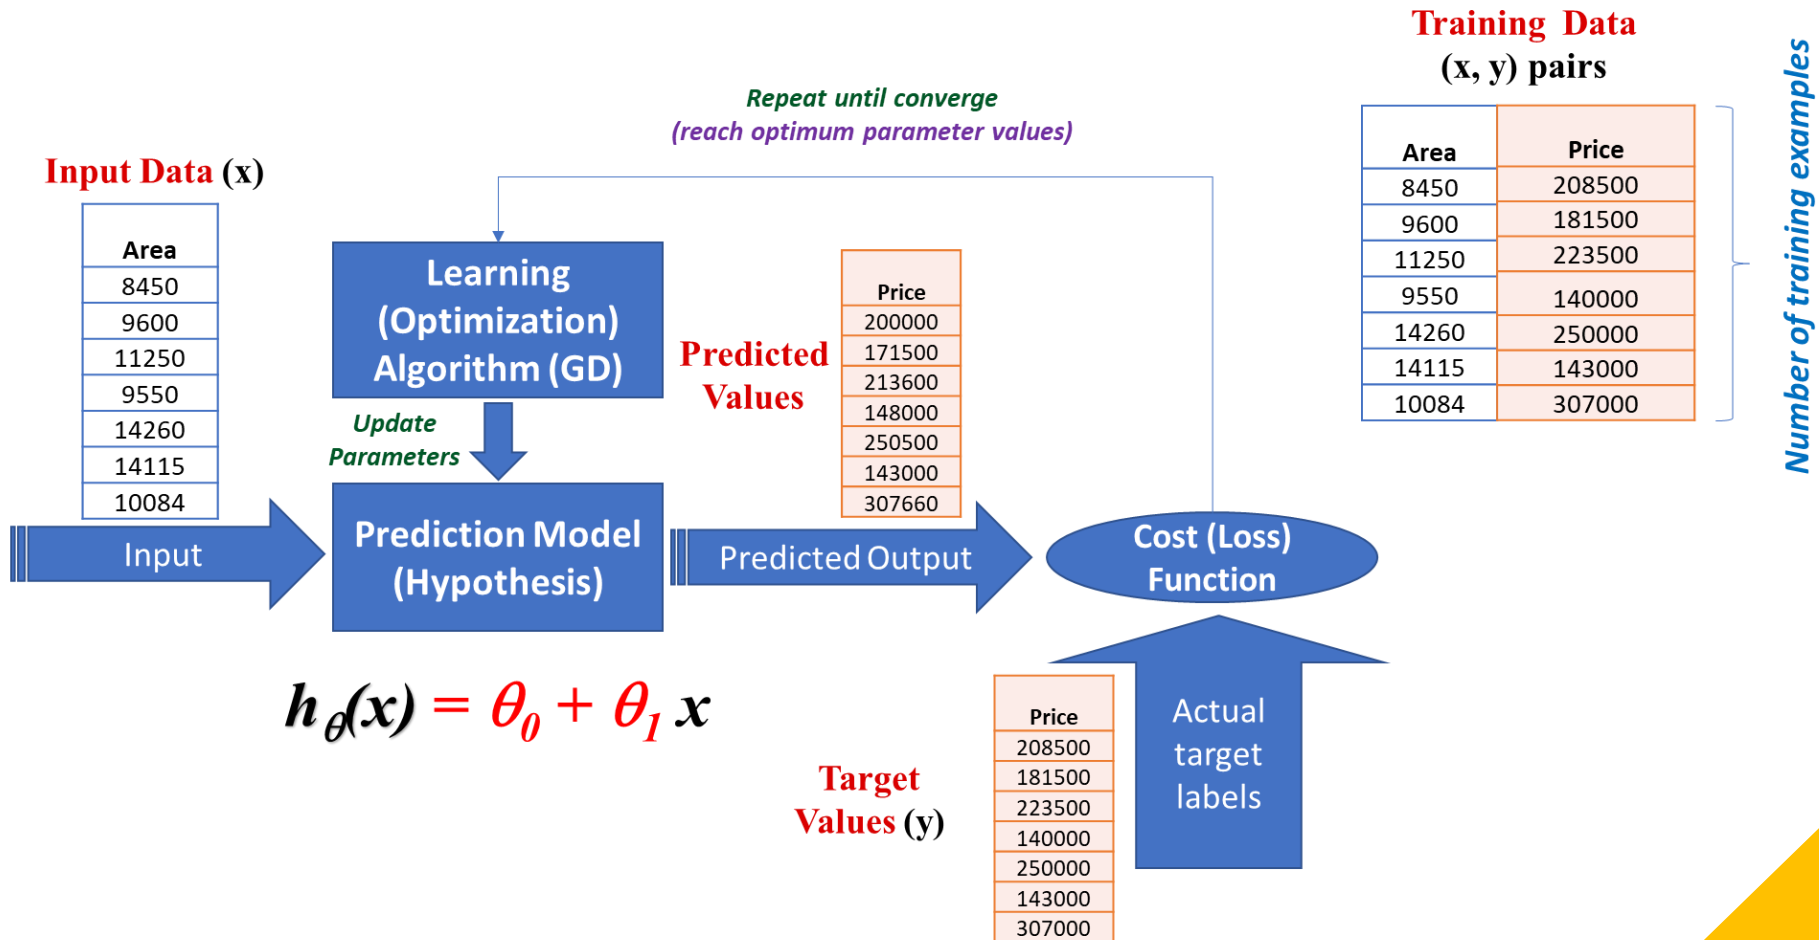 Training Data
(x, y) pairs
Number of training examples
Area Price
8450 208500
9600 181500
11250 223500
9550 140000
14260 250000
14115 143000
10084 307000
Repeat until converge
(reach optimum parameter values)
Input Data (x)
Area
8450
9600
11250
9550
14260
14115
10084
Input
Learning
(Optimization)
Algorithm (GD)
Update
Parameters
Prediction Model
(Hypothesis)
hθ(x) = θ0 + θ1 x
Predicted
Values
Price
200000
171500
213600
148000
250500
143000
307660
Predicted Output
Cost (Loss)
Function
Target
Values (y)
Price
208500
181500
223500
140000
250000
143000
307000
Actual
target
labels